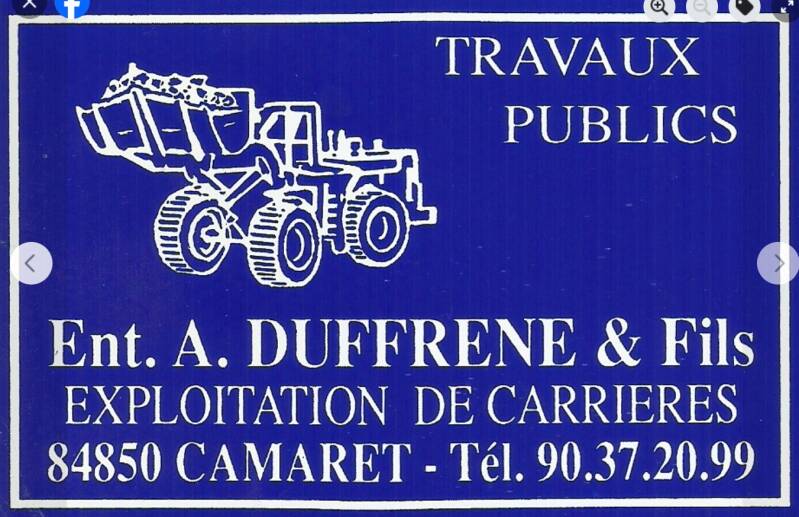 TRAVAUX
PUBLICS
Ent. A. DUFFRENE & Fils
EXPLOITATION DE CARRIERES
84850 CAMARET - Tél. 90.37.20.99